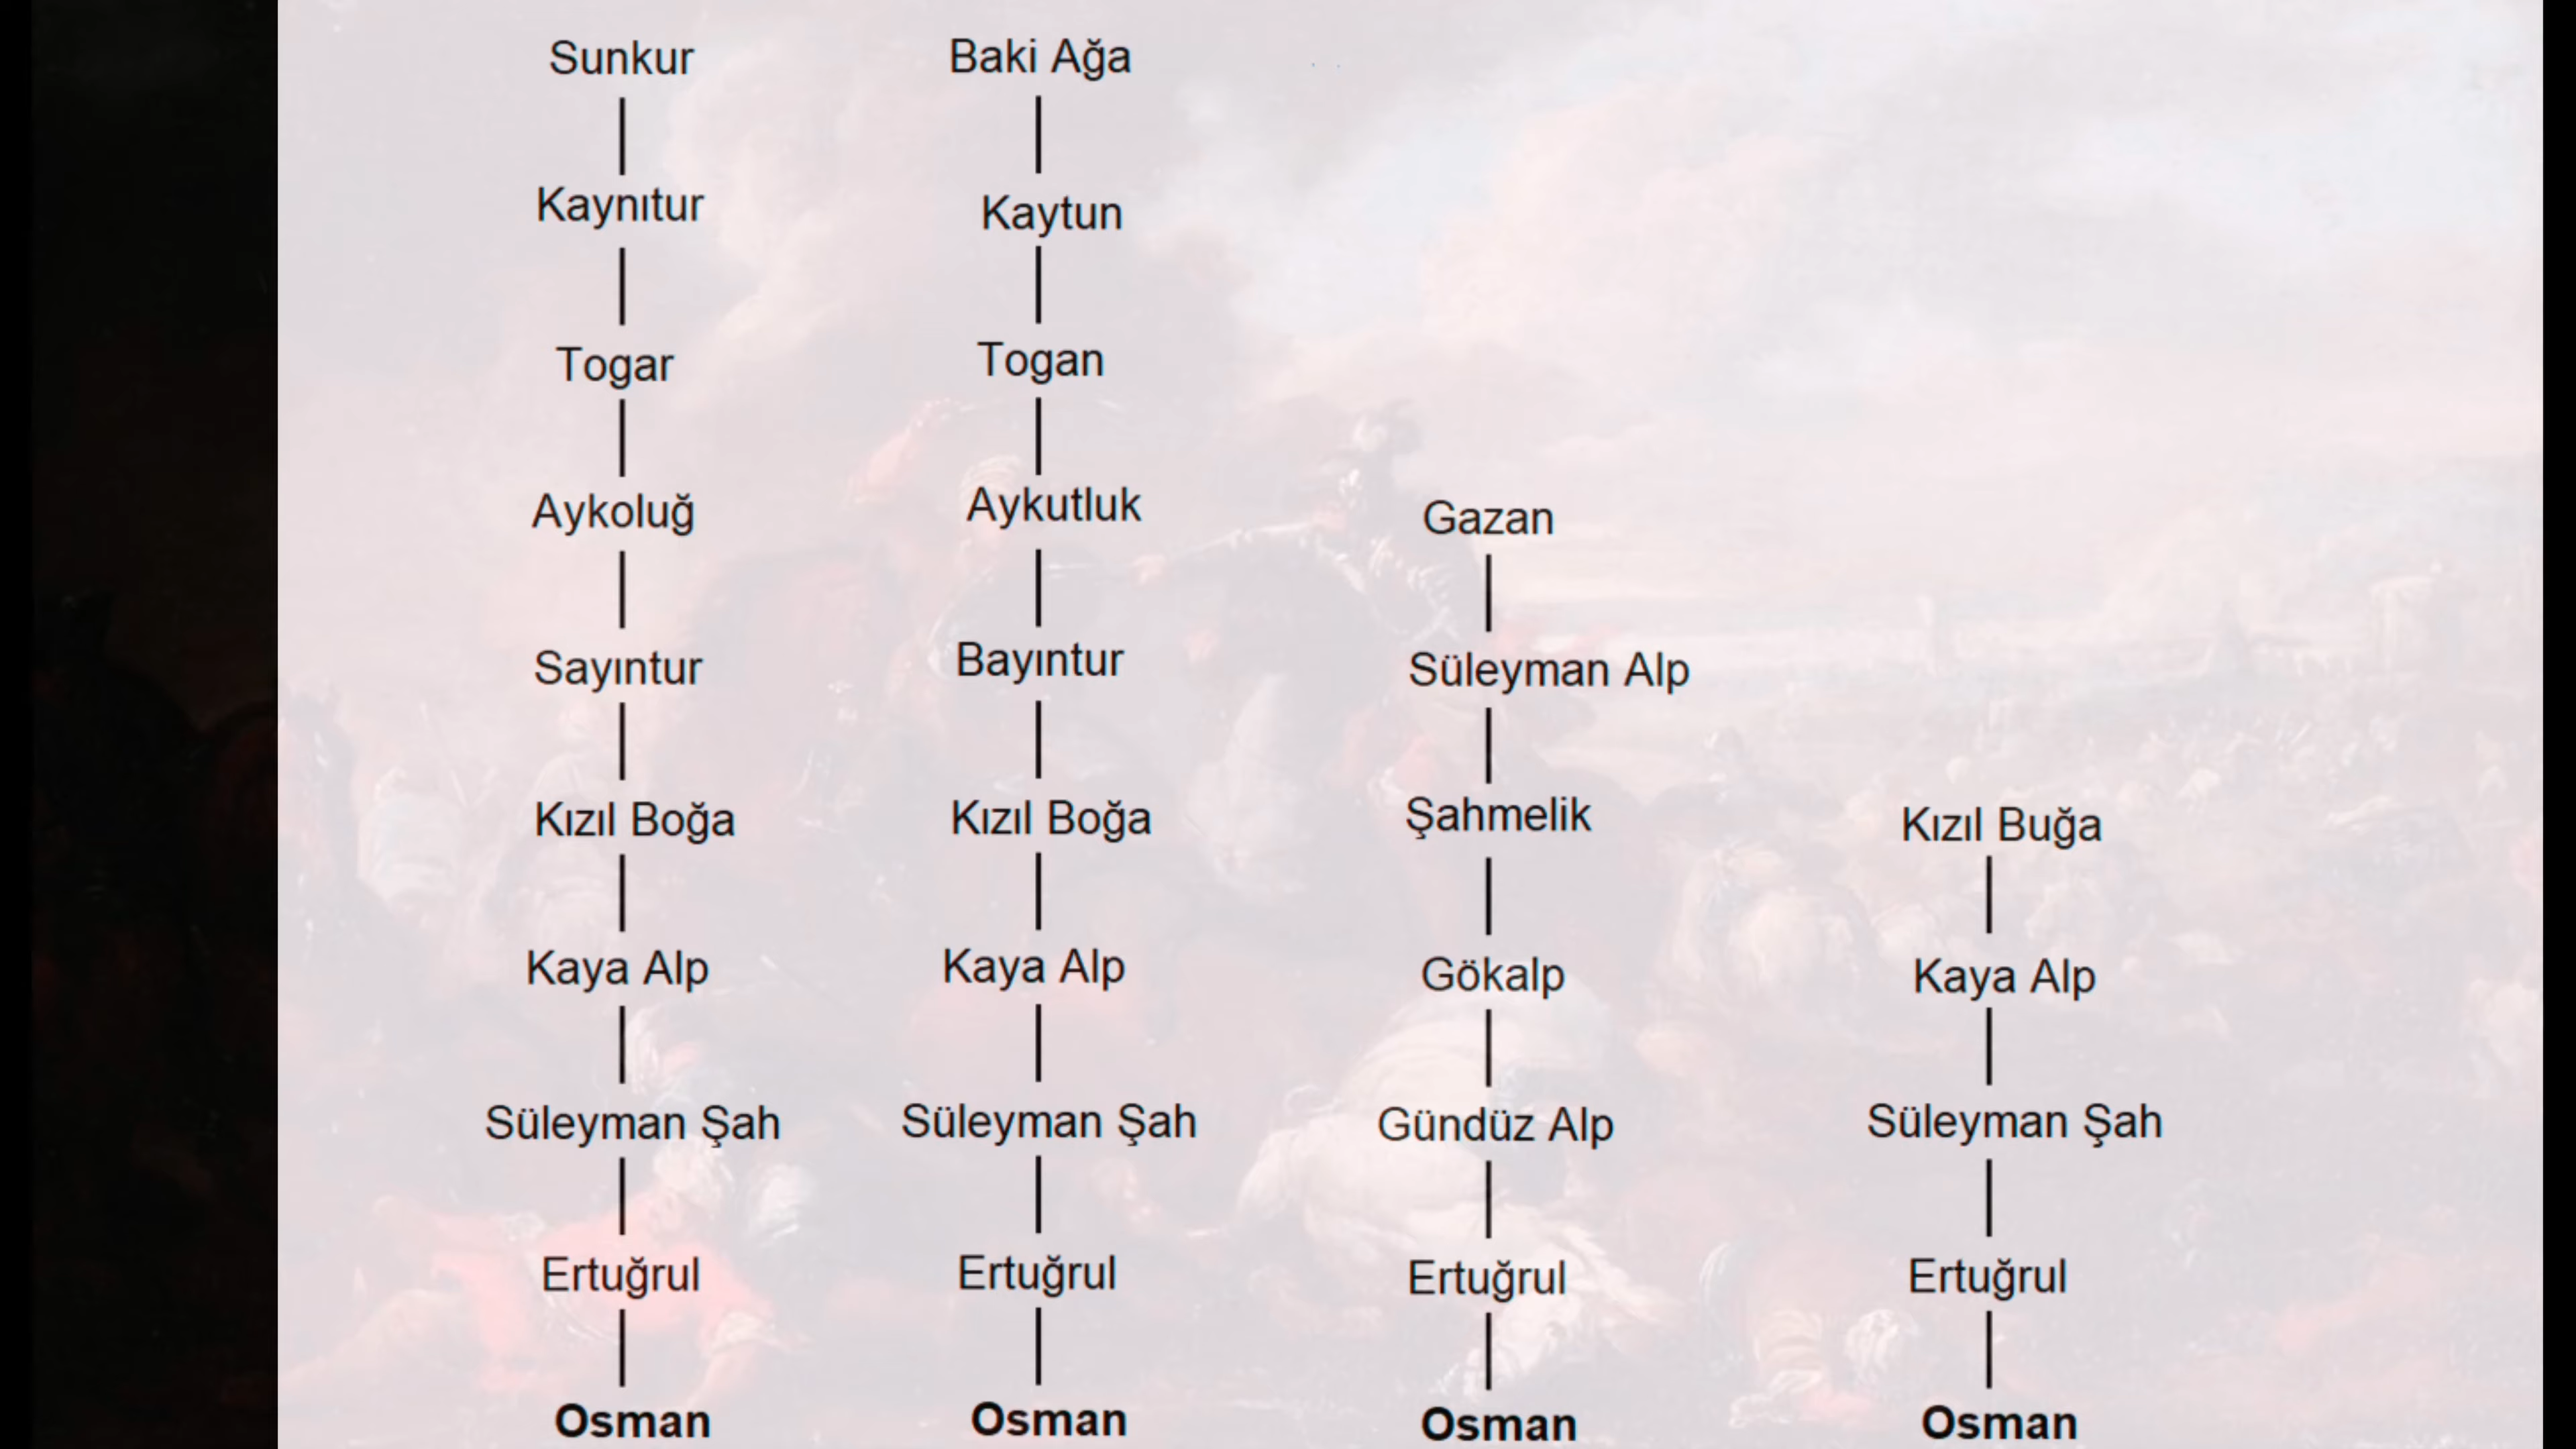 Sunkur
Kaynıtur
Togar
Aykoluğ
Sayıntur
Kızıl Boğa
Kaya Alp
Süleyman Şah
Ertuğrul
Osman
Baki Ağa
Kaytun
Togan
Aykutluk
Bayıntur
Kızıl Boğa
Kaya Alp
Süleyman Şah
Ertuğrul
Osman
Gazan
Süleyman Alp
Şahmelik
Gökalp
Gündüz Alp
Ertuğrul
Osman
Kızıl Buğa
Kaya Alp
Süleyman Şah
Ertuğrul
Osman